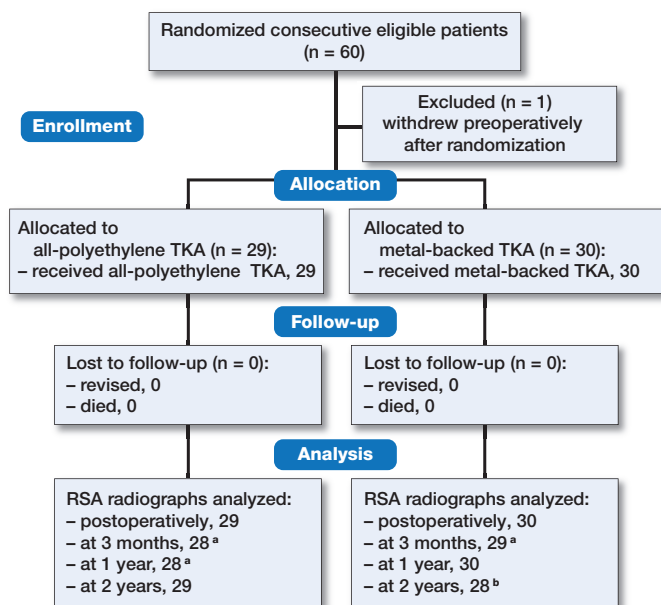 Randomized consecutive eligible patients
(n = 60)
Excluded (n = 1)
withdrew preoperatively
after randomization
Enrollment
Allocation
Allocated to
all-polyethylene TKA (n = 29):
– received all-polyethylene TKA, 29
Allocated to
metal-backed TKA (n = 30):
– received metal-backed TKA, 30
Follow-up
Lost to follow-up (n = 0):
– revised, 0
– died, 0
Lost to follow-up (n = 0):
– revised, 0
– died, 0
Analysis
RSA radiographs analyzed:
– postoperatively, 29
– at 3 months, 28 a
– at 1 year, 28 a
– at 2 years, 29
RSA radiographs analyzed:
– postoperatively, 30
– at 3 months, 29 a
– at 1 year, 30
– at 2 years, 28 b